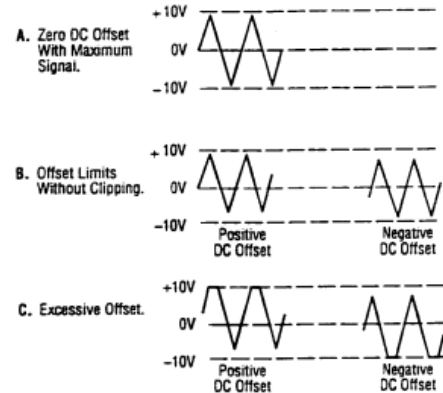 A. Zero DC Offset
With Maximum
Signal.
+10V
0V
-10V
B. Offset Limits
Without Clipping.
+10V
0V
-10V
Positive
DC Offset
Negative
DC Offset
C. Excessive Offset.
+10V
0V
-10V
Positive
DC Offset
Negative
DC Offset